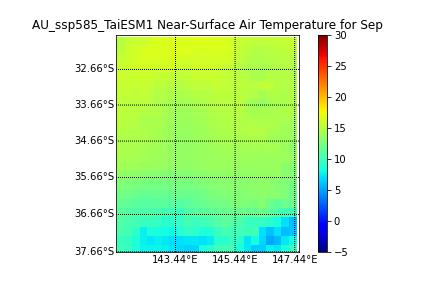 AU_ssp585_TaiESM1 Near-Surface Air Temperature for Sep
32.66°S
33.66°S
34.66°S
35.66°S
36.66°S
37.66°S
143.44°E 145.44°E 147.44°E
30
25
20
15
10
5
0
−5